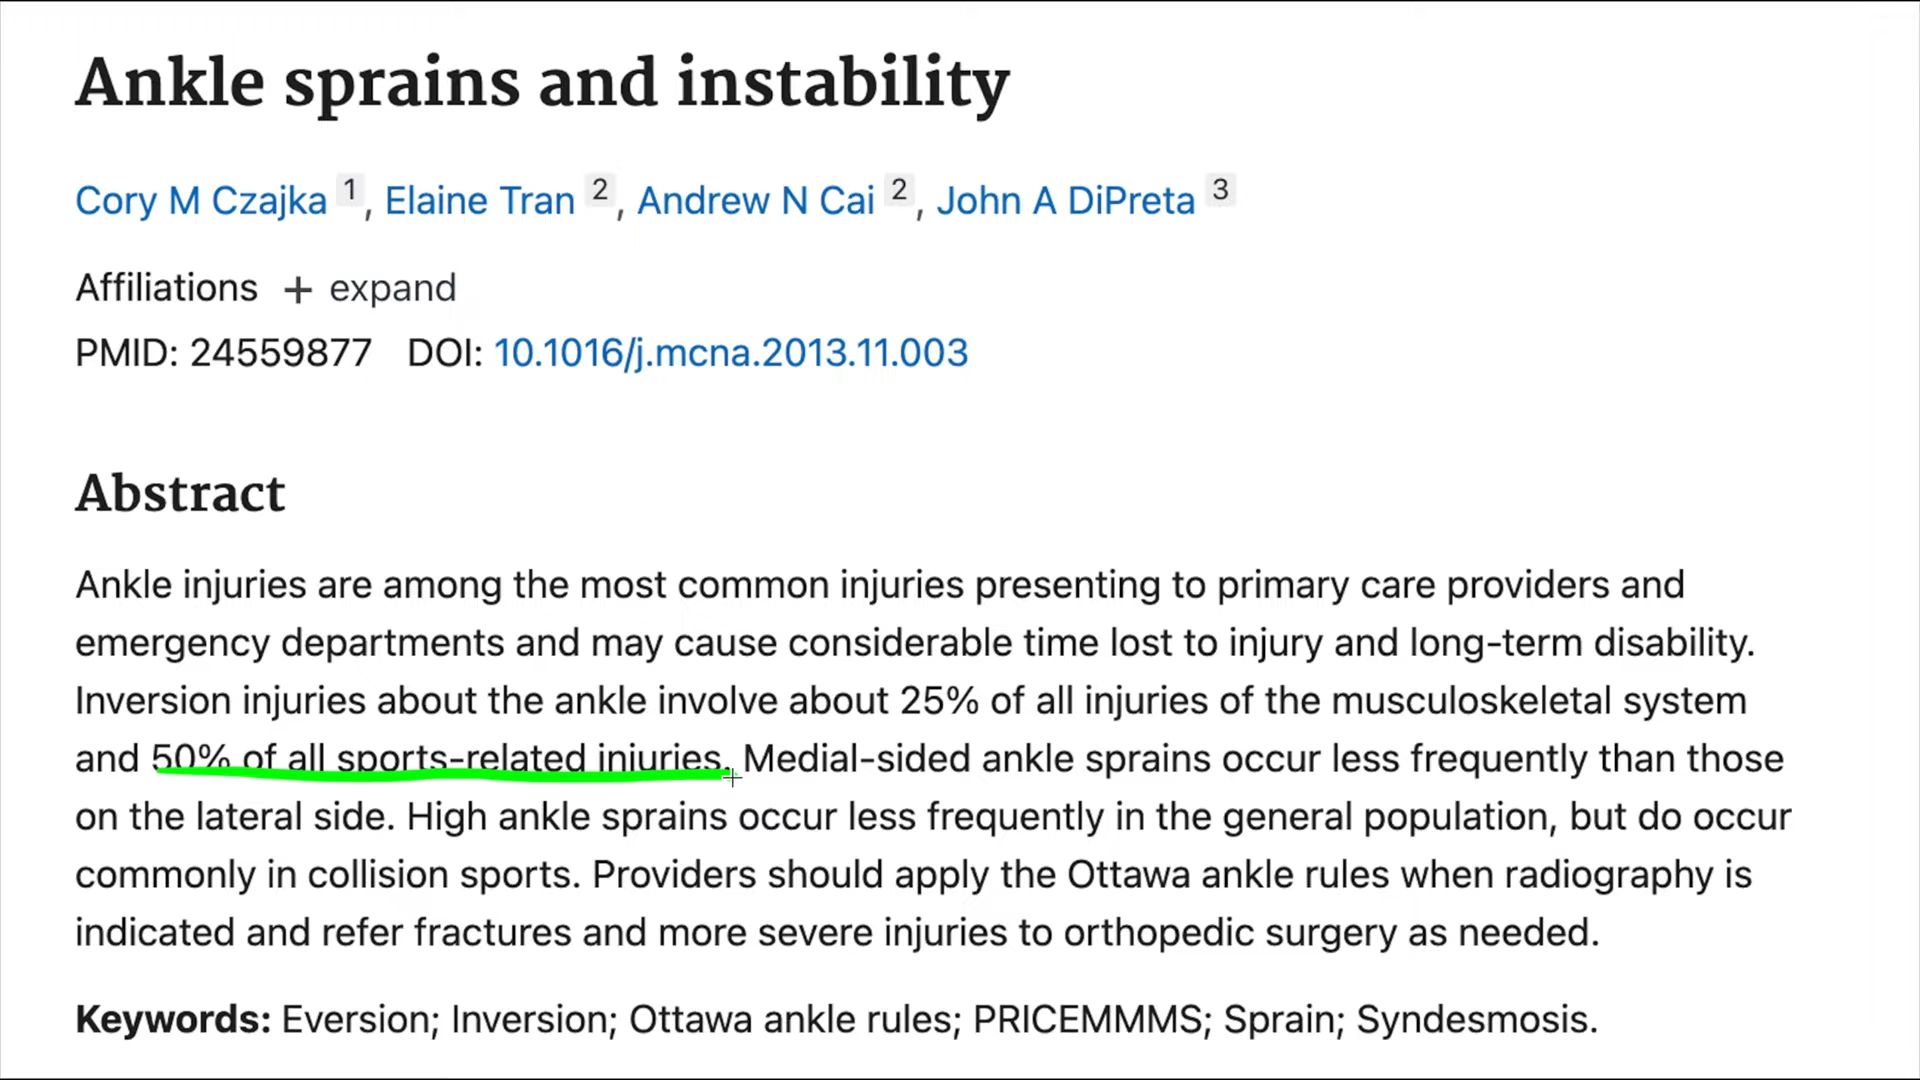 Ankle sprains and instability
Cory M Czajka 1, Elaine Tran 2, Andrew N Cai 2, John A DiPreta 3
Affiliations + expand
PMID: 24559877 DOI: 10.1016/j.mcna.2013.11.003
Abstract
Ankle injuries are among the most common injuries presenting to primary care providers and
emergency departments and may cause considerable time lost to injury and long-term disability.
Inversion injuries about the ankle involve about 25% of all injuries of the musculoskeletal system
and 50% of all sports-related injuries. Medial-sided ankle sprains occur less frequently than those
on the lateral side. High ankle sprains occur less frequently in the general population, but do occur
commonly in collision sports. Providers should apply the Ottawa ankle rules when radiography is
indicated and refer fractures and more severe injuries to orthopedic surgery as needed.
Keywords: Eversion; Inversion; Ottawa ankle rules; PRICEMMMS; Sprain; Syndesmosis.